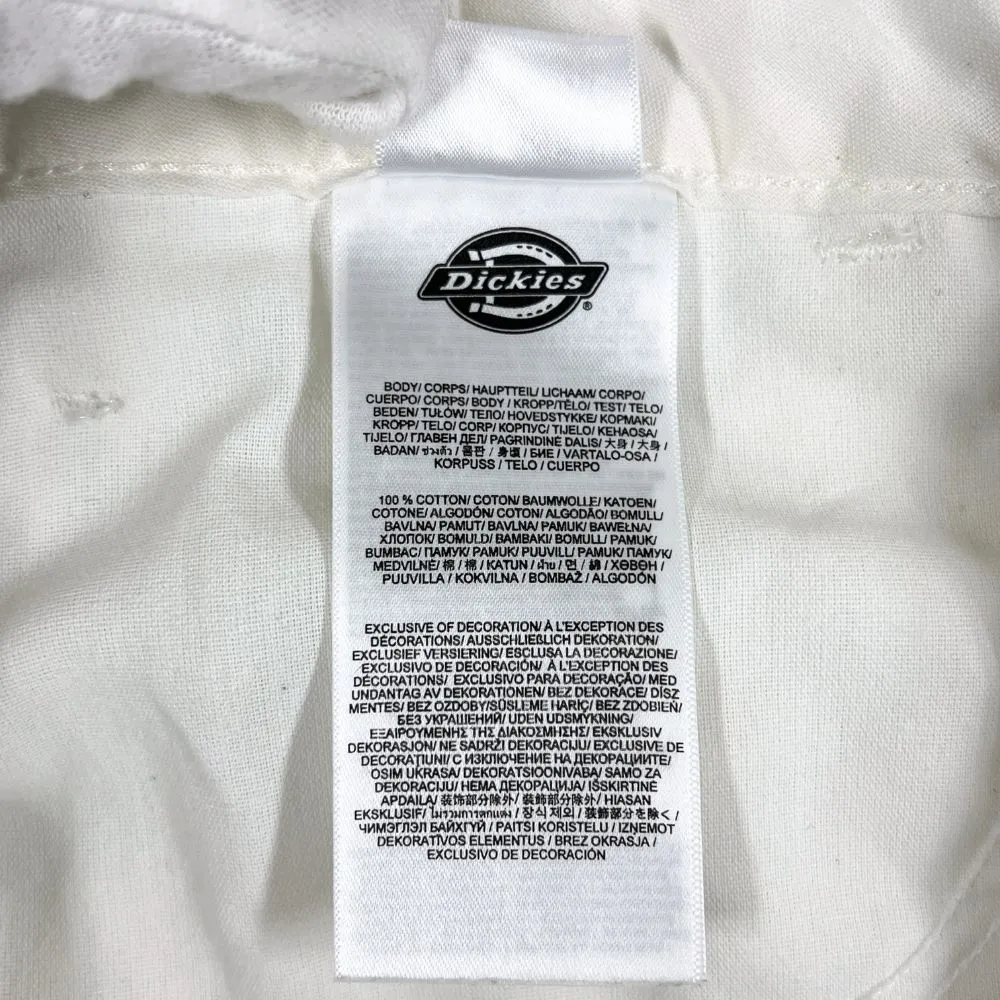 Dickies®
BODY/ CORPS/ HAUPTTEIL/ LICHAAM/ CORPO/
CUERPO/ CORPS/ BODY / KROPP/TĚLO/ TEST/ TELO/
BEDEN/ TUŁÓW/ ТЕЛО/ HOVEDSTYKKE/ ΚΟΡΜΑΚΙ/
KROPP/ TELO/ CORP/ КОРПУС/ TIJELO/ KEHAOSA/
TIJELO/ ГЛАВЕН ДЕЛ/ PAGRINDINĖ DALIS/ 大身 / 大身 /
BADAN/ ช่วงตัว / 몸판 / 身頃 / БИЕ / VARTALO-OSA /
KORPUSS / TELO / CUERPO
100 % COTTON/ COTON/ BAUMWOLLE/ KATOEN/
COTONE/ ALGODÓN/ COTON/ ALGODÃO/ BOMULL/
BAVLNA/ PAMUT/ BAVLNA/ PAMUK/ BAWEŁNA/
ХЛОПОК/ BOMULD/ ΒΑΜΒΑΚΙ/ BOMULL/ PAMUK/
BUMBAC/ ПАМУК/ PAMUK/ PUUVILL/ PAMUK/ ПАМУК/
MEDVILNĖ/ 棉 / 棉 / KATUN / ฝ้าย / 면 / 綿 / ХӨВӨН /
PUUVILLA / KOKVILNA / BOMBAŽ / ALGODÓN
EXCLUSIVE OF DECORATION/ À L'EXCEPTION DES
DÉCORATIONS/ AUSSCHLIEßLICH DEKORATION/
EXCLUSIEF VERSIERING/ ESCLUSA LA DECORAZIONE/
EXCLUSIVO DE DECORACIÓN/ À L'EXCEPTION DES
DÉCORATIONS/ EXCLUSIVO PARA DECORAÇÃO/ MED
UNDANTAG AV DEKORATIONEN/ BEZ DEKORACE/ DÍSZ
MENTES/ BEZ OZDOBY/SÜSLEME HARİÇ/ BEZ ZDOBIEŃ/
БЕЗ УКРАШЕНИЙ/ UDEN UDSMYKNING/
ΕΞΑΙΡΟΥΜΕΝΗΣ ΤΗΣ ΔΙΑΚΟΣΜΗΣΗΣ/ EKSKLUSIV
DEKORASJON/ NE SADRŽI DEKORACIJU/ EXCLUSIVE DE
DECORAȚIUNI/ С ИЗКЛЮЧЕНИЕ НА ДЕКОРАЦИИТЕ/
OSIM UKRASA/ DEKORATSIOONIVABA/ SAMO ZA
DEKORACIJU/ НЕМА ДЕКОРАЦИЈА/ IŠSKIRTINĖ
APDAILA/ 装饰部分除外/ 裝飾部分除外/ HIASAN
EKSKLUSIF/ ไม่รวมการตกแต่ง / 장식 제외 / 装飾部分を除く /
ЧИМЭГЛЭЛ БАЙХГҮЙ / PAITSI KORISTELU / IZŅEMOT
DEKORATĪVOS ELEMENTUS / BREZ OKRASJA /
EXCLUSIVO DE DECORACIÓN